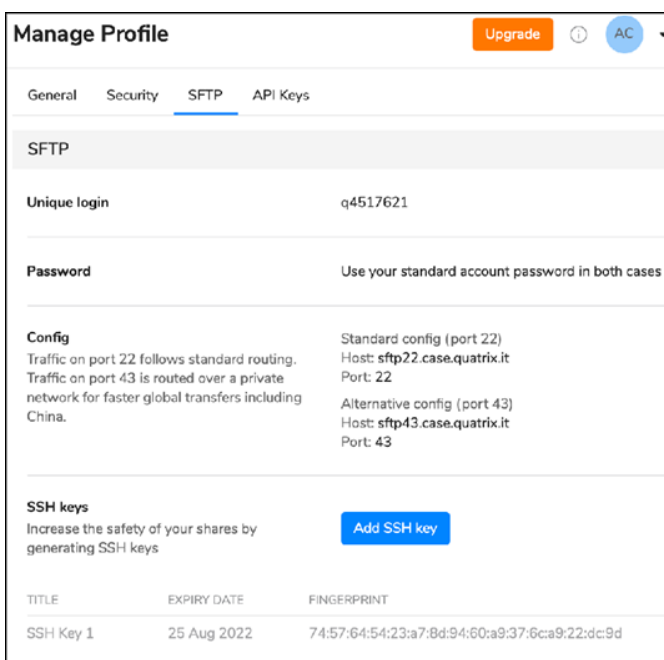 Manage Profile
Upgrade
AC
General Security SFTP API Keys
SFTP
Unique login
q4517621
Password
Use your standard account password in both cases
Config
Traffic on port 22 follows standard routing.
Traffic on port 43 is routed over a private
network for faster global transfers including
China.
Standard config (port 22)
Host: sftp22.case.quatrix.it
Port: 22
Alternative config (port 43)
Host: sftp43.case.quatrix.it
Port: 43
SSH keys
Increase the safety of your shares by
generating SSH keys
Add SSH key
TITLE EXPIRY DATE FINGERPRINT
SSH Key 1 25 Aug 2022 74:57:64:54:23:a7:8d:94:60:a9:37:6c:a9:22:dc:9d